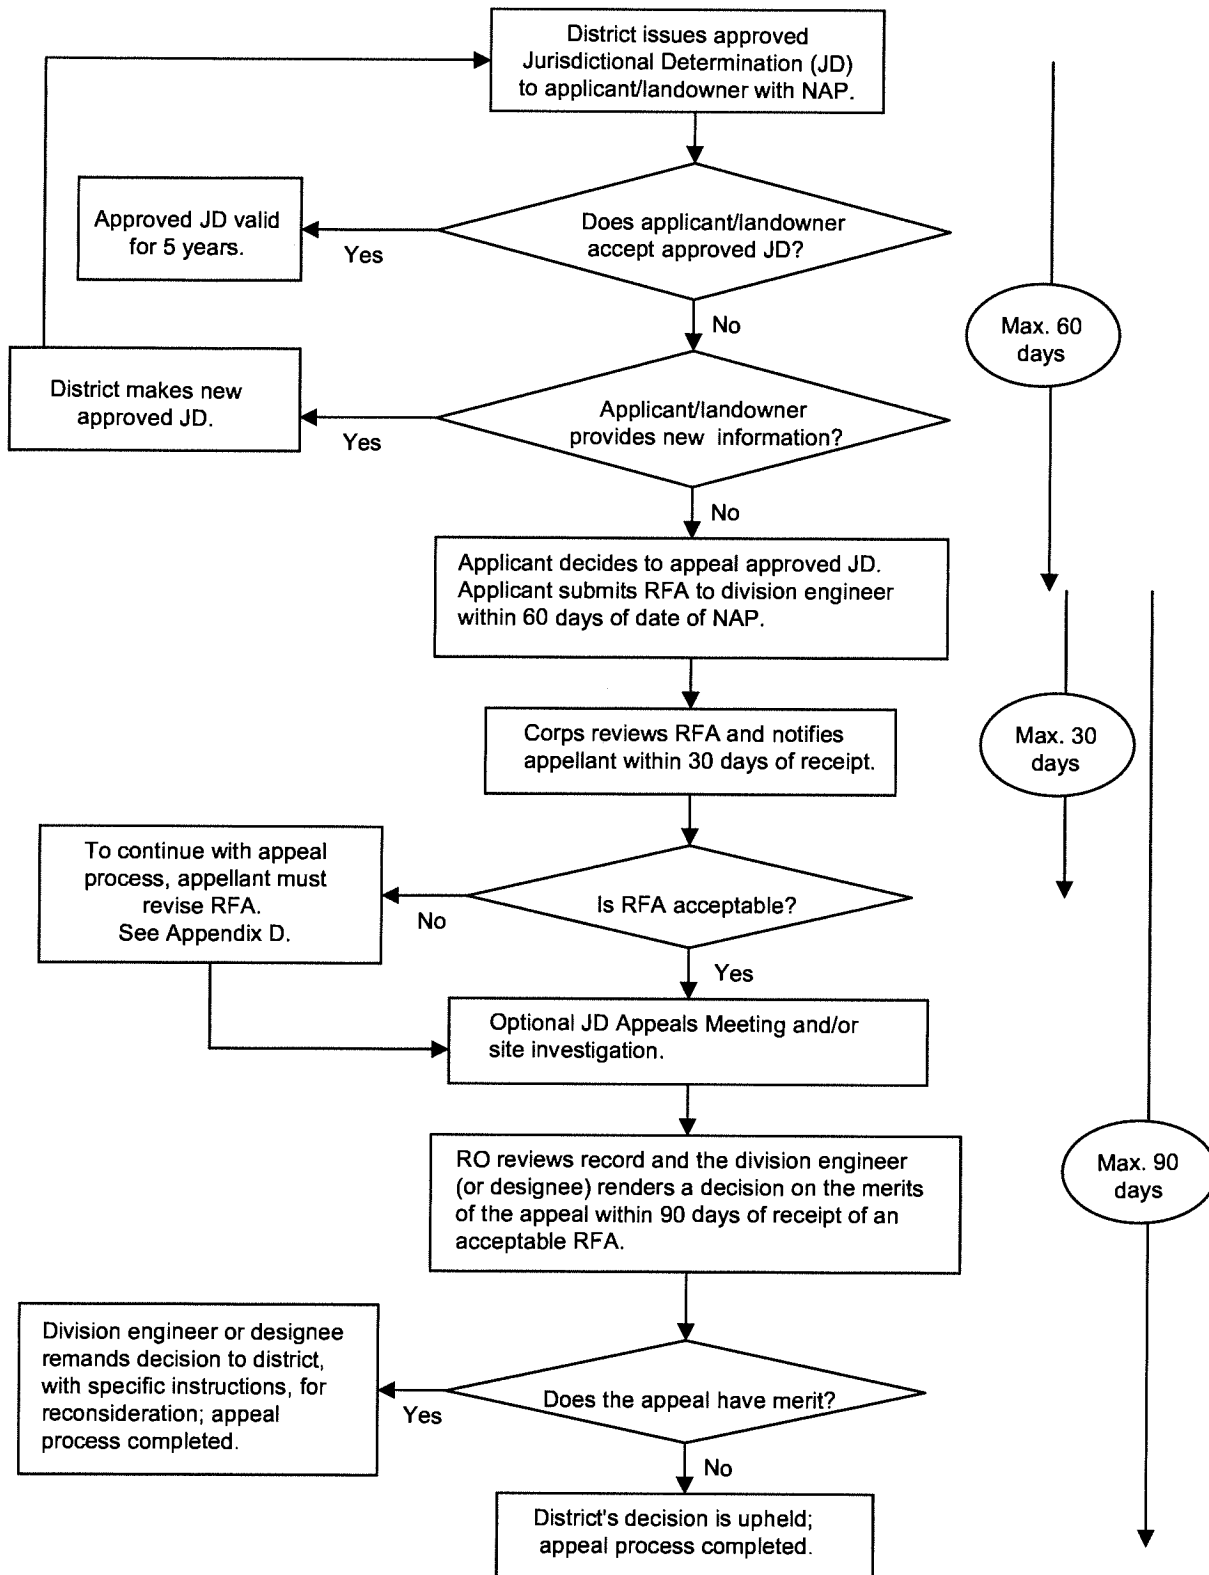 District issues approved
Jurisdictional Determination (JD)
to applicant/landowner with NAP.
Does applicant/landowner
accept approved JD?
Yes
Approved JD valid
for 5 years.
No
Max. 60
days
Applicant/landowner
provides new information?
Yes
District makes new
approved JD.
No
Applicant decides to appeal approved JD.
Applicant submits RFA to division engineer
within 60 days of date of NAP.
Corps reviews RFA and notifies
appellant within 30 days of receipt.
Max. 30
days
Is RFA acceptable?
No
To continue with appeal
process, appellant must
revise RFA.
See Appendix D.
Yes
Optional JD Appeals Meeting and/or
site investigation.
RO reviews record and the division engineer
(or designee) renders a decision on the merits
of the appeal within 90 days of receipt of an
acceptable RFA.
Max. 90
days
Does the appeal have merit?
Yes
Division engineer or designee
remands decision to district,
with specific instructions, for
reconsideration; appeal
process completed.
No
District's decision is upheld;
appeal process completed.